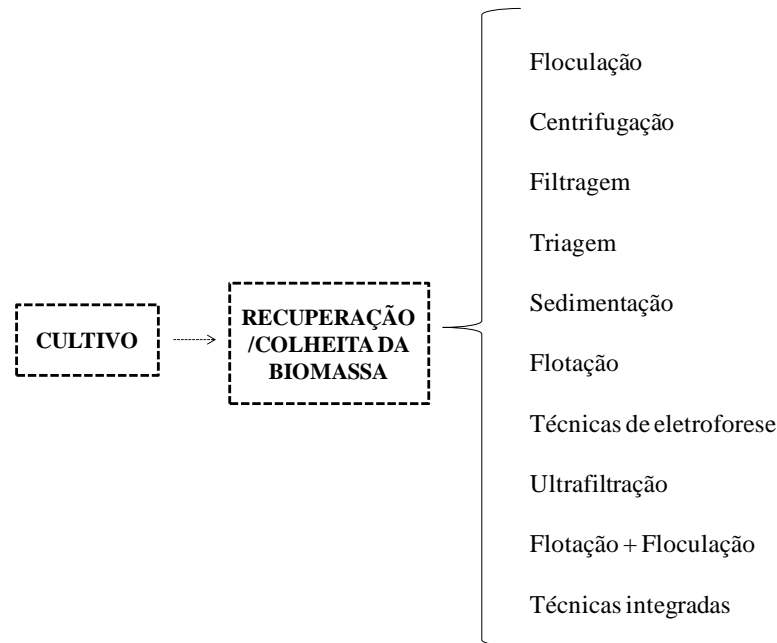 CULTIVO
RECUPERAÇÃO
/COLHEITA DA
BIOMASSA
Floculação
Centrifugação
Filtragem
Triagem
Sedimentação
Flotação
Técnicas de eletroforese
Ultrafiltração
Flotação + Floculação
Técnicas integradas